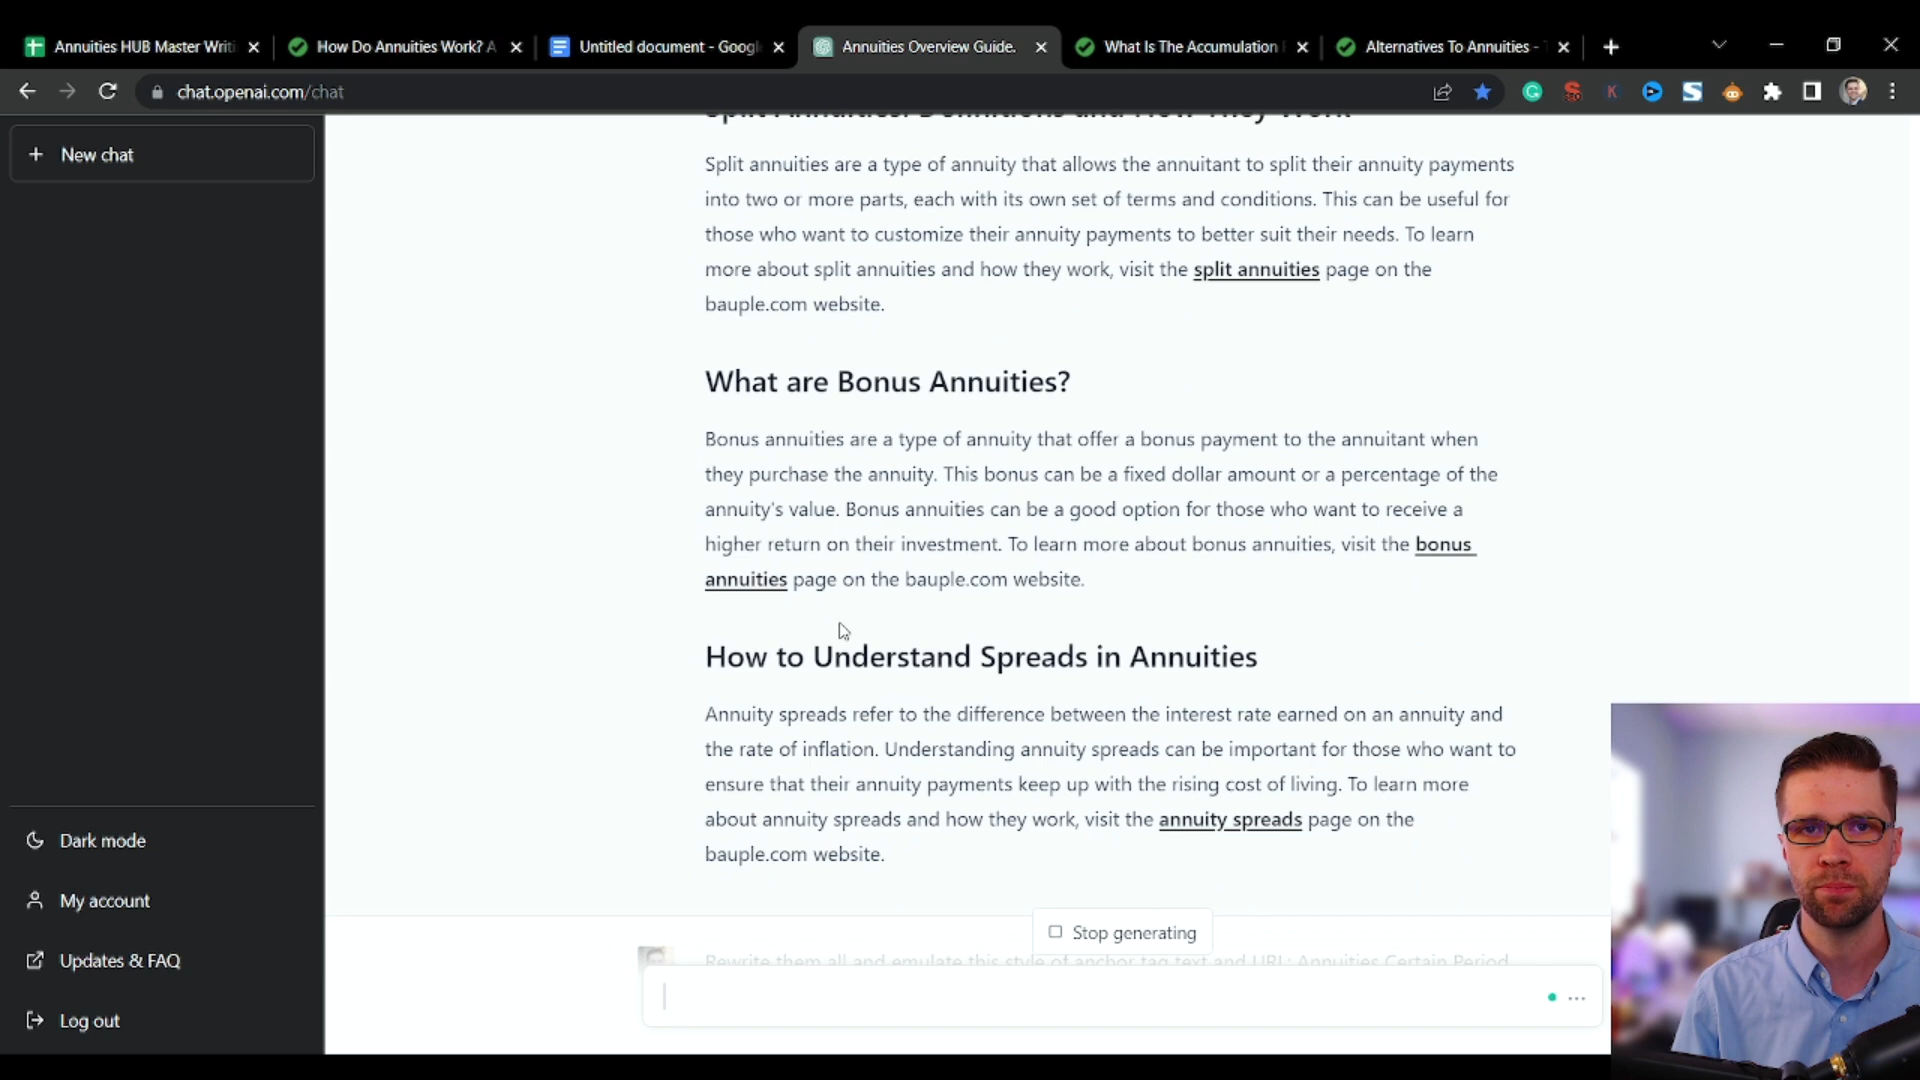 Annuities HUB Master Writi
How Do Annuities Work? A
Untitled document - Googl
Annuities Overview Guide.
What Is The Accumulation
Alternatives To Annuities - T
chat.openai.com/chat
New chat
Split Annuities: Definitions and How They Work
Split annuities are a type of annuity that allows the annuitant to split their annuity payments
into two or more parts, each with its own set of terms and conditions. This can be useful for
those who want to customize their annuity payments to better suit their needs. To learn
more about split annuities and how they work, visit the split annuities page on the
bauple.com website.
What are Bonus Annuities?
Bonus annuities are a type of annuity that offer a bonus payment to the annuitant when
they purchase the annuity. This bonus can be a fixed dollar amount or a percentage of the
annuity's value. Bonus annuities can be a good option for those who want to receive a
higher return on their investment. To learn more about bonus annuities, visit the bonus
annuities page on the bauple.com website.
How to Understand Spreads in Annuities
Annuity spreads refer to the difference between the interest rate earned on an annuity and
the rate of inflation. Understanding annuity spreads can be important for those who want to
ensure that their annuity payments keep up with the rising cost of living. To learn more
about annuity spreads and how they work, visit the annuity spreads page on the
bauple.com website.
Dark mode
My account
Updates & FAQ
Log out
Stop generating
Rewrite them all and emulate this style of anchor tag text and URL: Annuities Certain Period